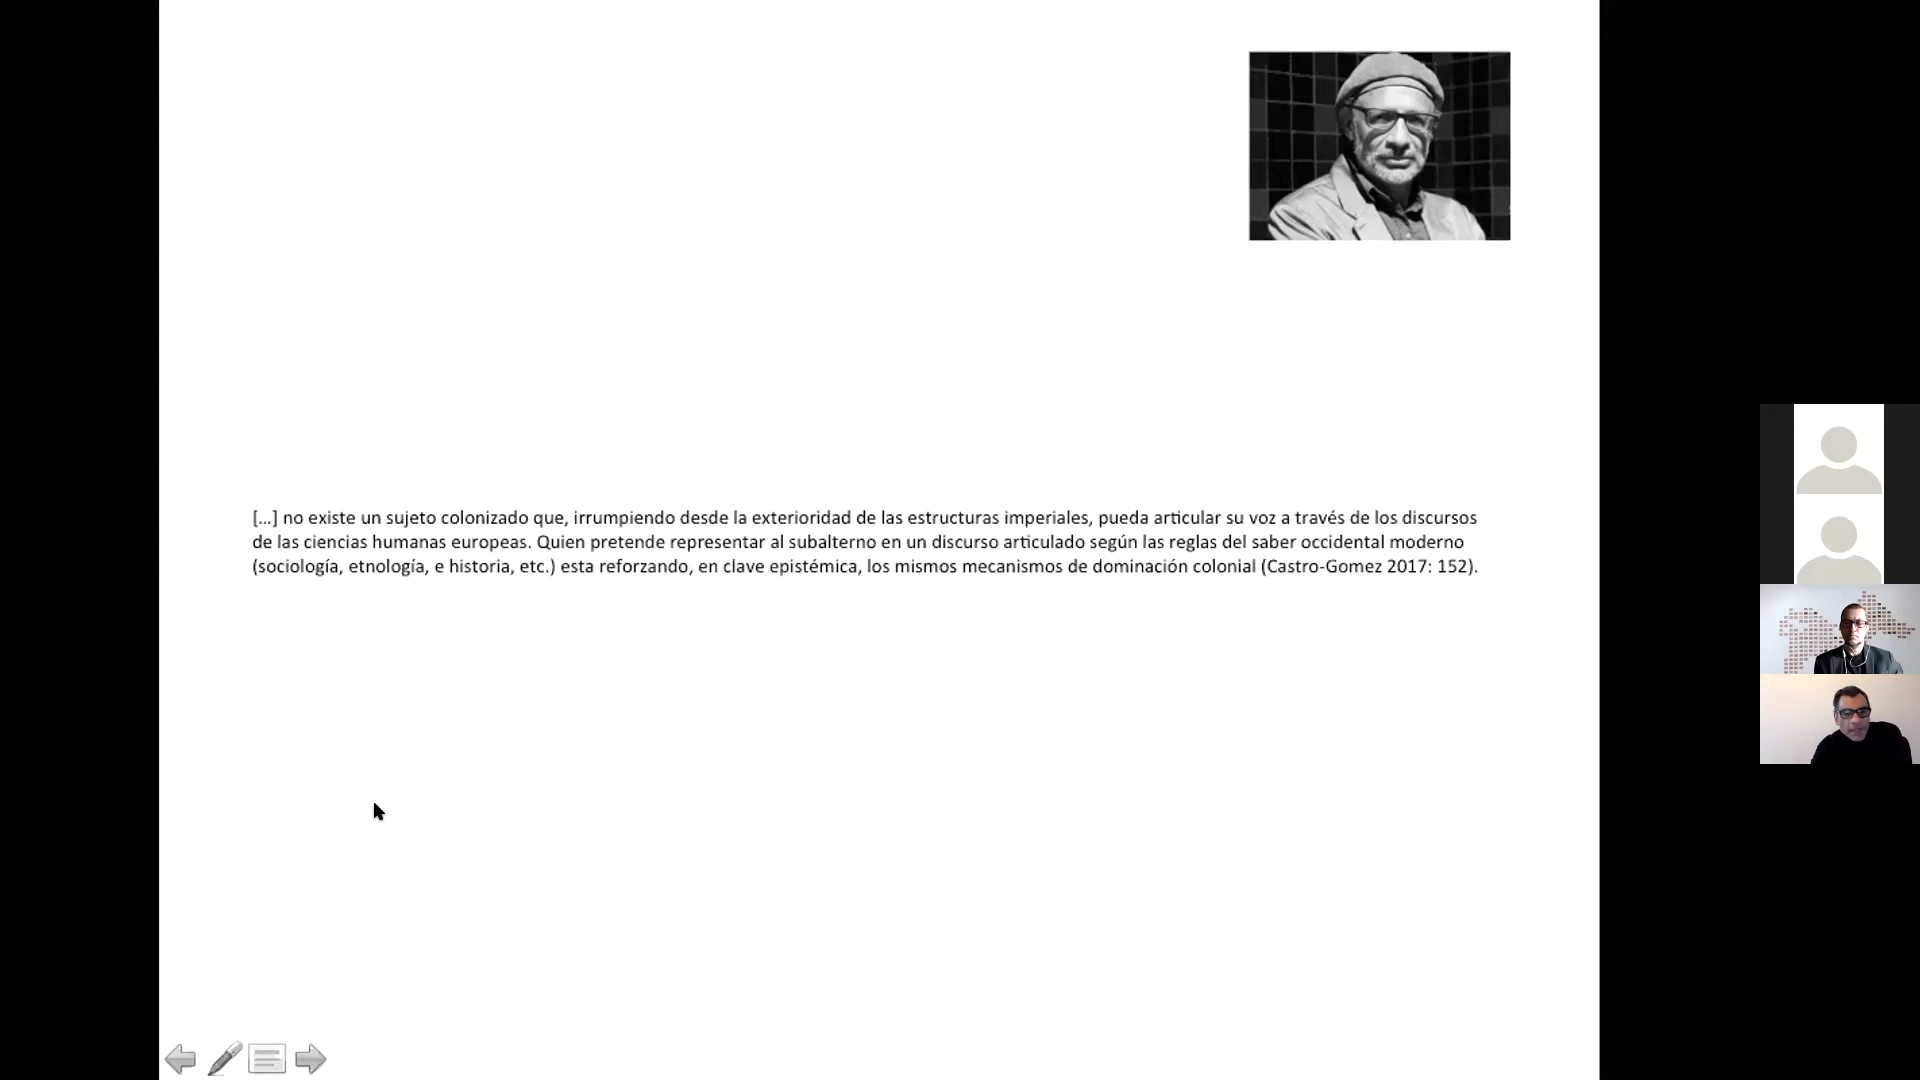 [...] no existe un sujeto colonizado que, irrumpiendo desde la exterioridad de las estructuras imperiales, pueda articular su voz a través de los discursos
de las ciencias humanas europeas. Quien pretende representar al subalterno en un discurso articulado según las reglas del saber occidental moderno
(sociología, etnología, e historia, etc.) esta reforzando, en clave epistémica, los mismos mecanismos de dominación colonial (Castro-Gomez 2017: 152).